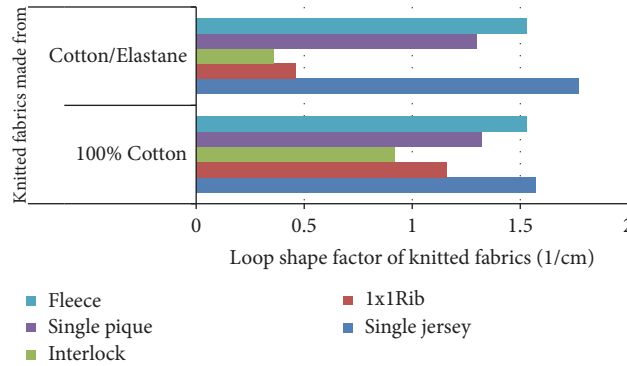 Knitted fabrics made from
Cotton/Elastane
100% Cotton
0 0.5 1 1.5 2
Loop shape factor of knitted fabrics (1/cm)
Fleece
Single pique
Interlock
1x1Rib
Single jersey